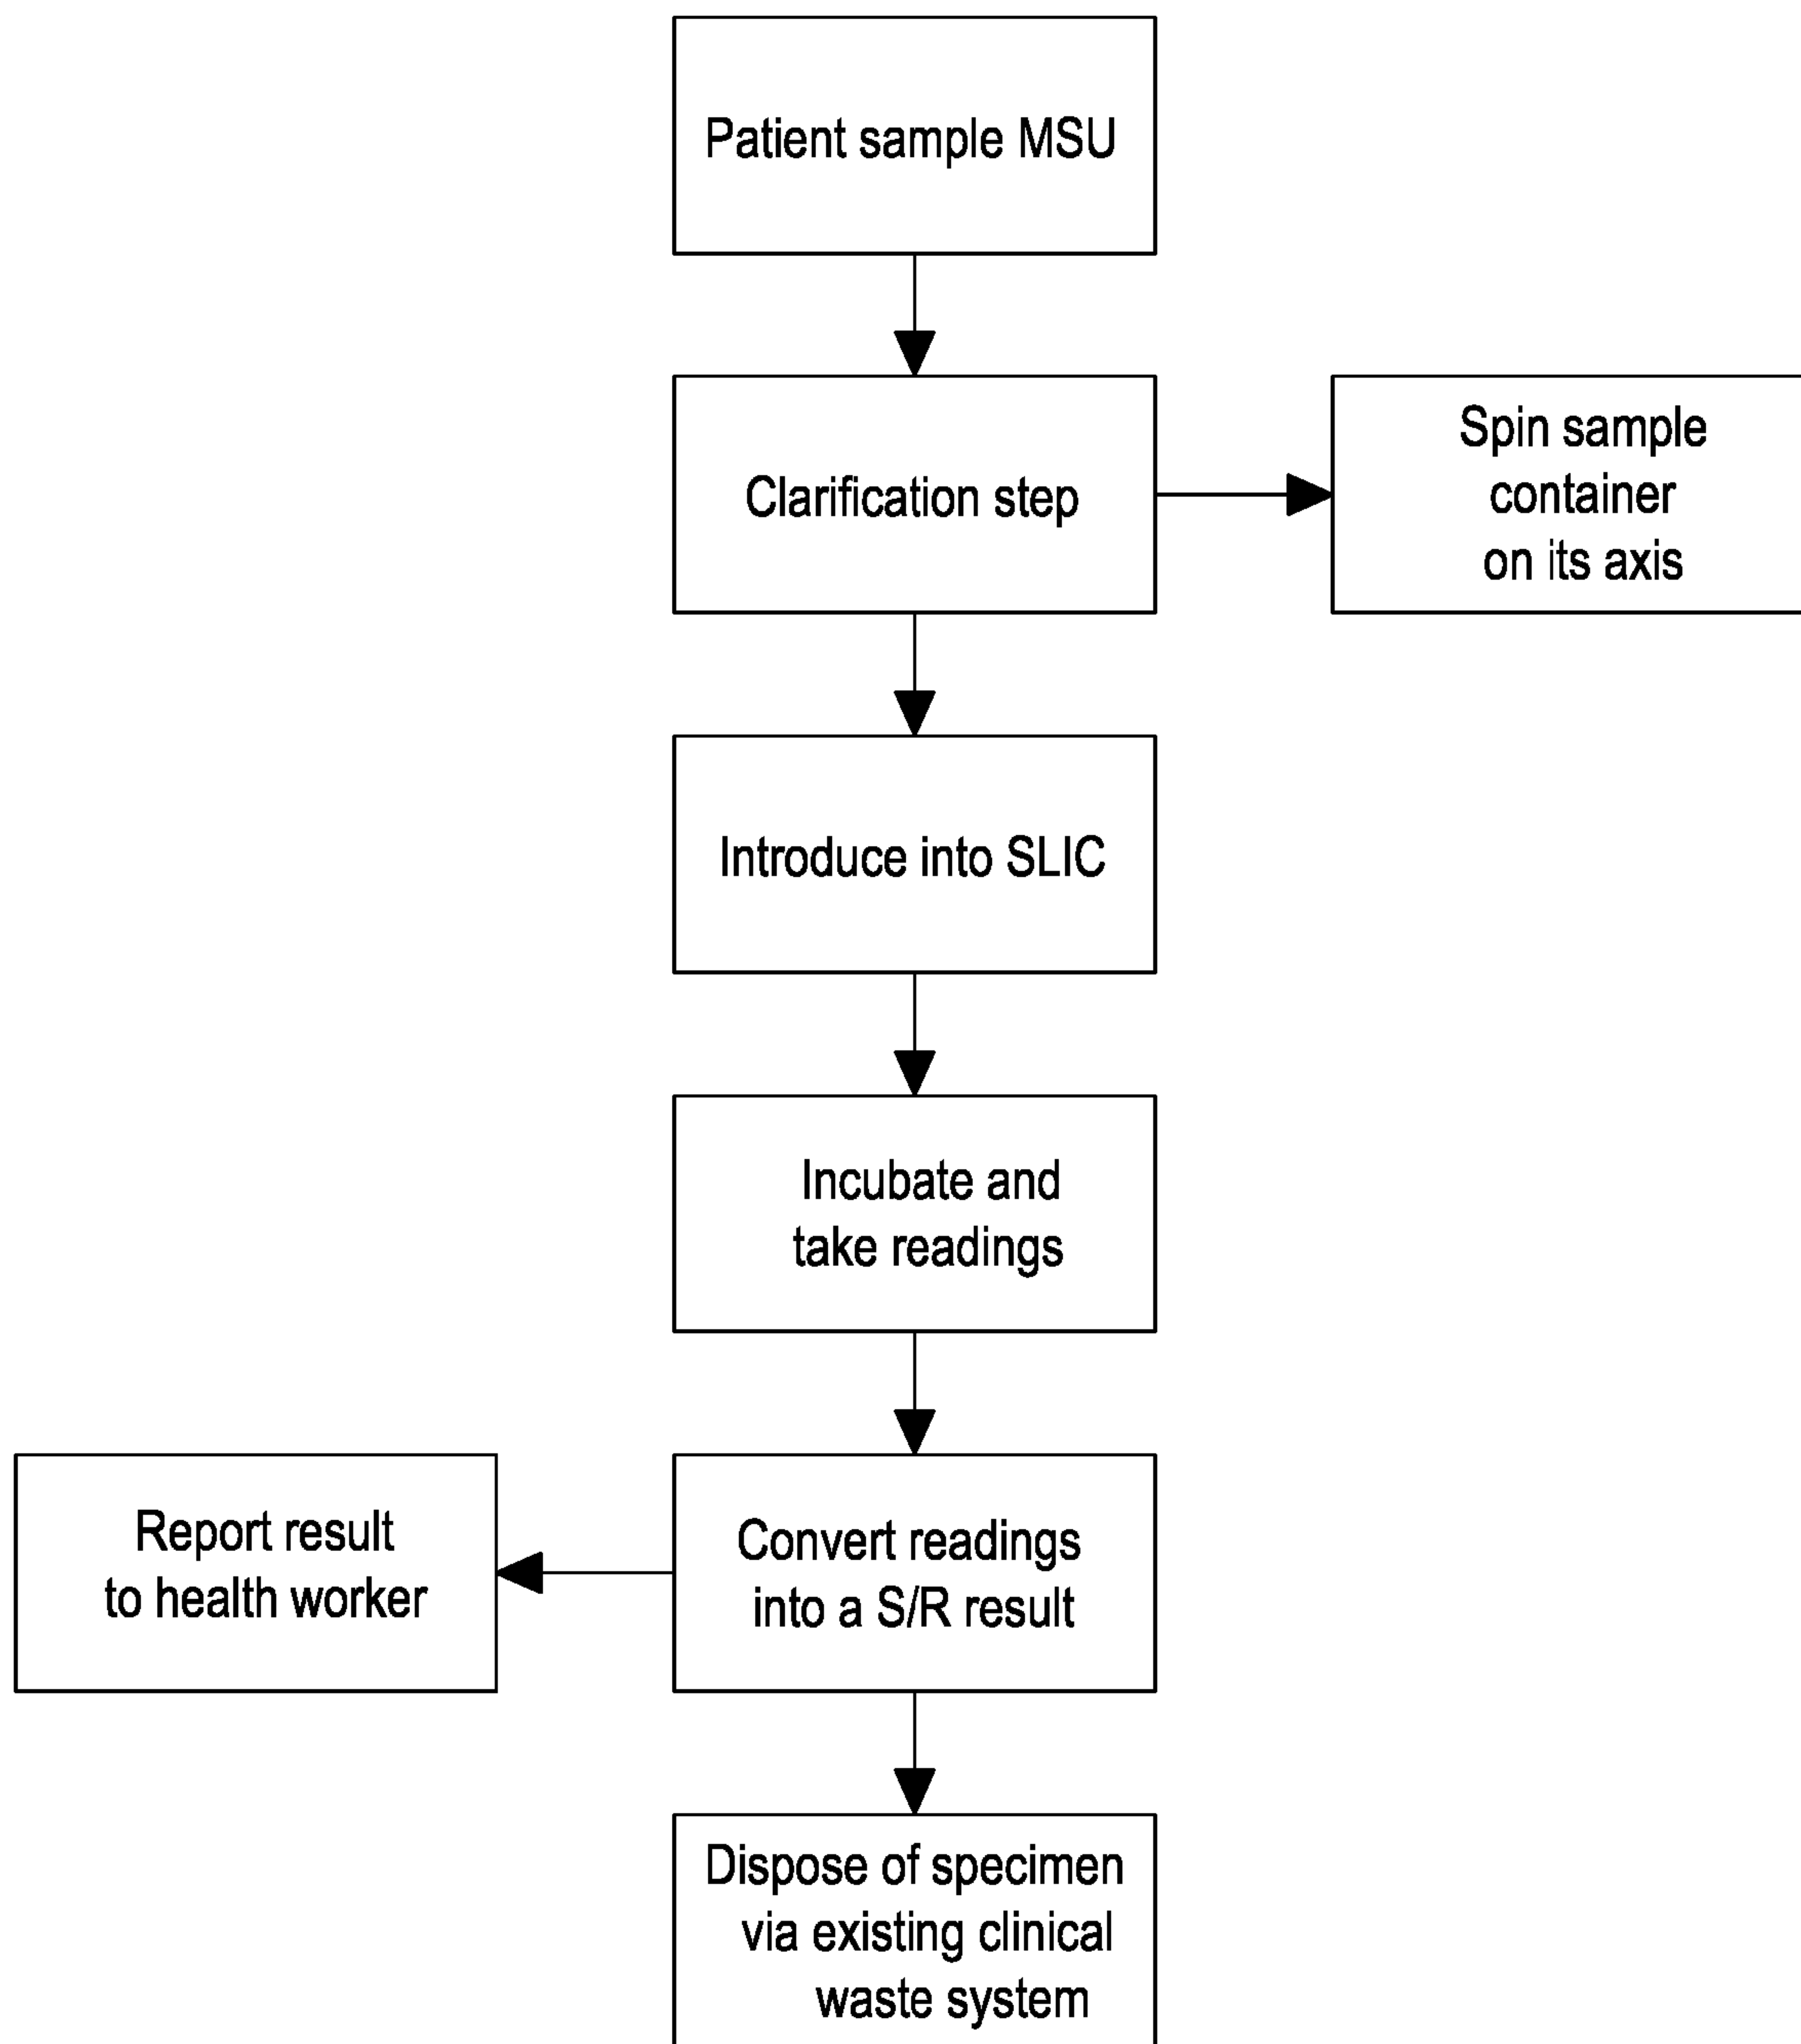 Patient sample MSU
Clarification step
Spin sample
container
on its axis
Introduce into SLIC
Incubate and
take readings
Report result
to health worker
Convert readings
into a S/R result
Dispose of specimen
via existing clinical
waste system